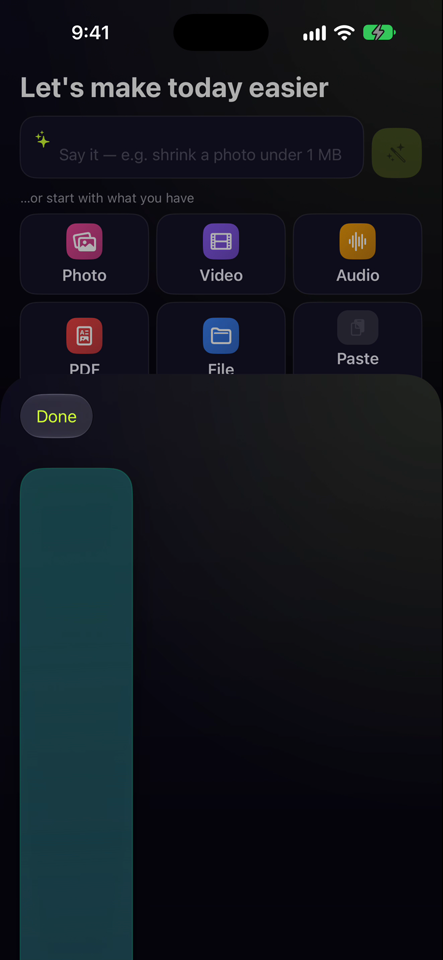 9:41
Let's make today easier
Say it — e.g. shrink a photo under 1 MB
...or start with what you have
Photo
Video
Audio
PDF
File
Paste
Done